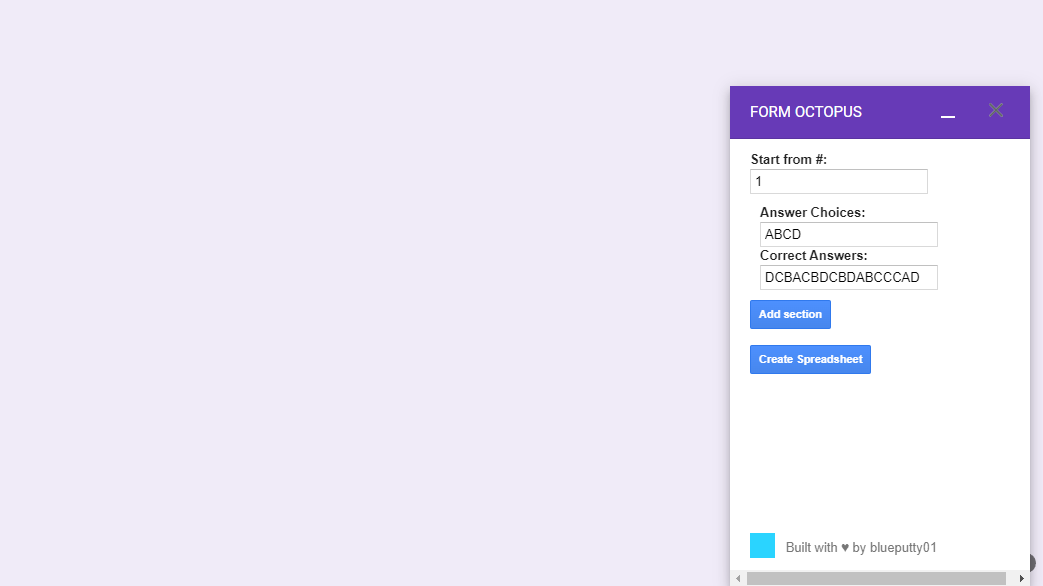 FORM OCTOPUS
Start from #:
1
Answer Choices:
ABCD
Correct Answers:
DCBACBDCBDABCCCAD
Add section
Create Spreadsheet
Built with ♥ by blueputty01